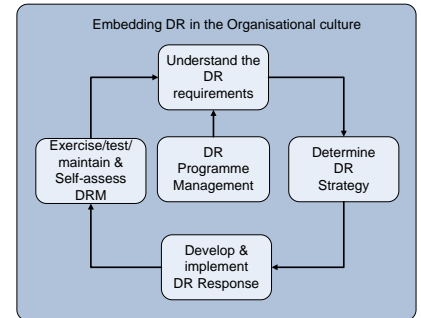 Embedding DR in the Organisational culture
Understand the
DR
requirements
Exercise/test/
maintain &
Self-assess
DRM
DR
Programme
Management
Determine
DR
Strategy
Develop &
implement
DR Response